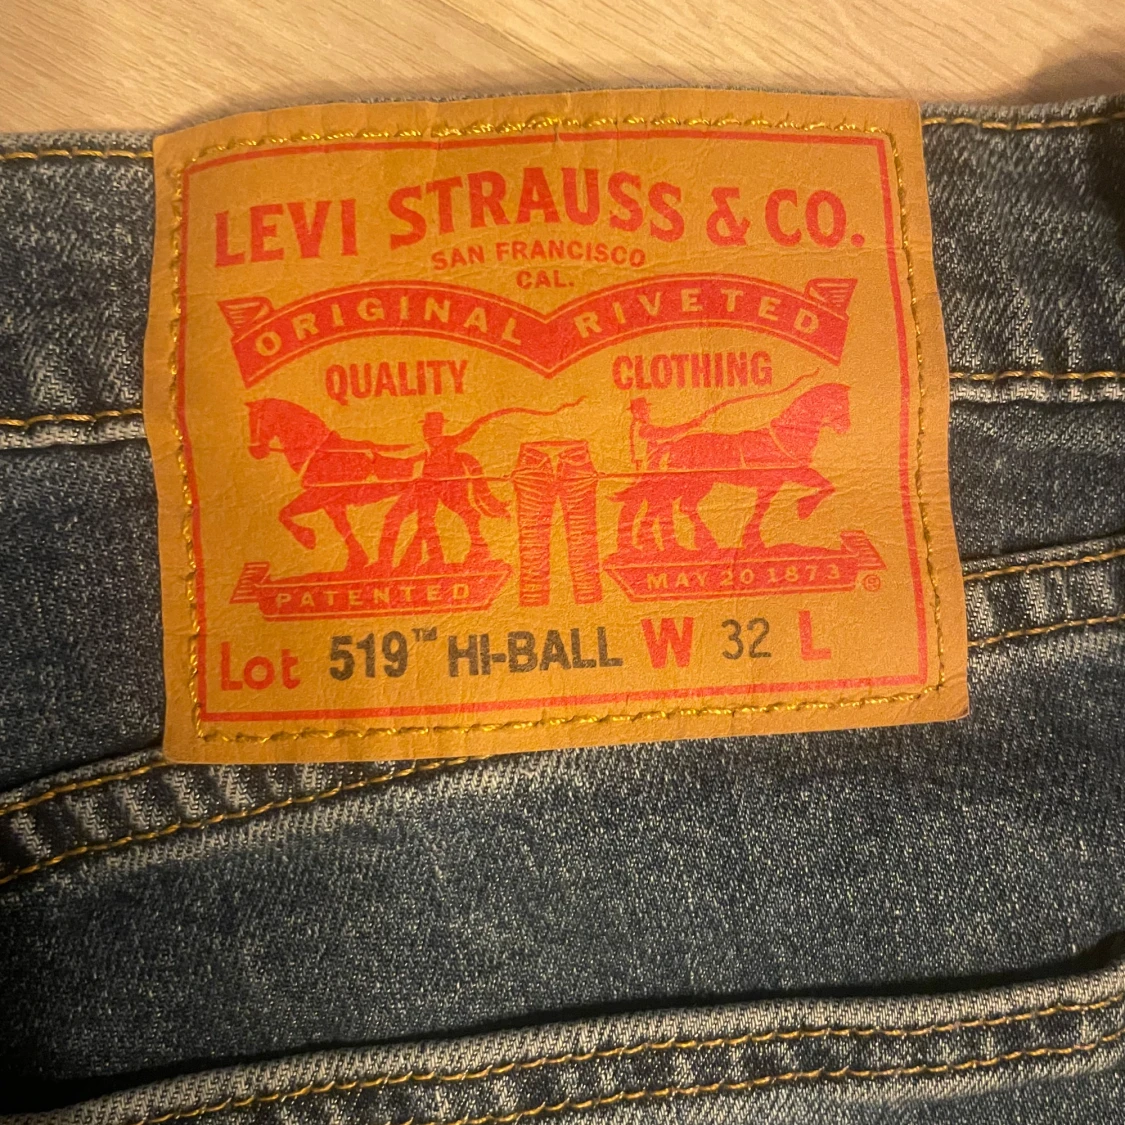 LEVI STRAUSS & CO.
SAN FRANCISCO
CAL.
ORIGINAL RIVETED
QUALITY CLOTHING
PATENTED MAY 20 1873 ®
Lot 519™ HI-BALL W 32 L